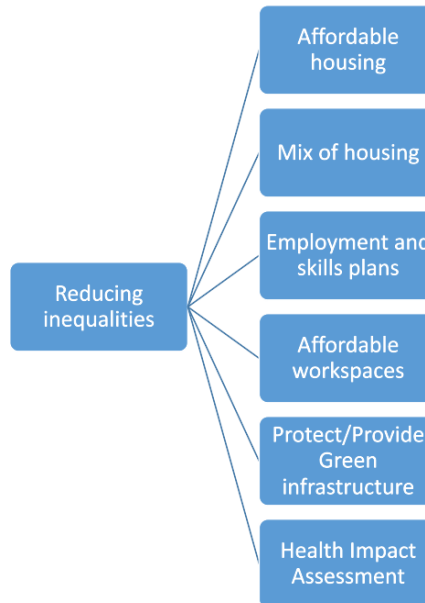 Affordable
housing
Mix of housing
Employment and
skills plans
Reducing
inequalities
Affordable
workspaces
Protect/Provide
Green
infrastructure
Health Impact
Assessment